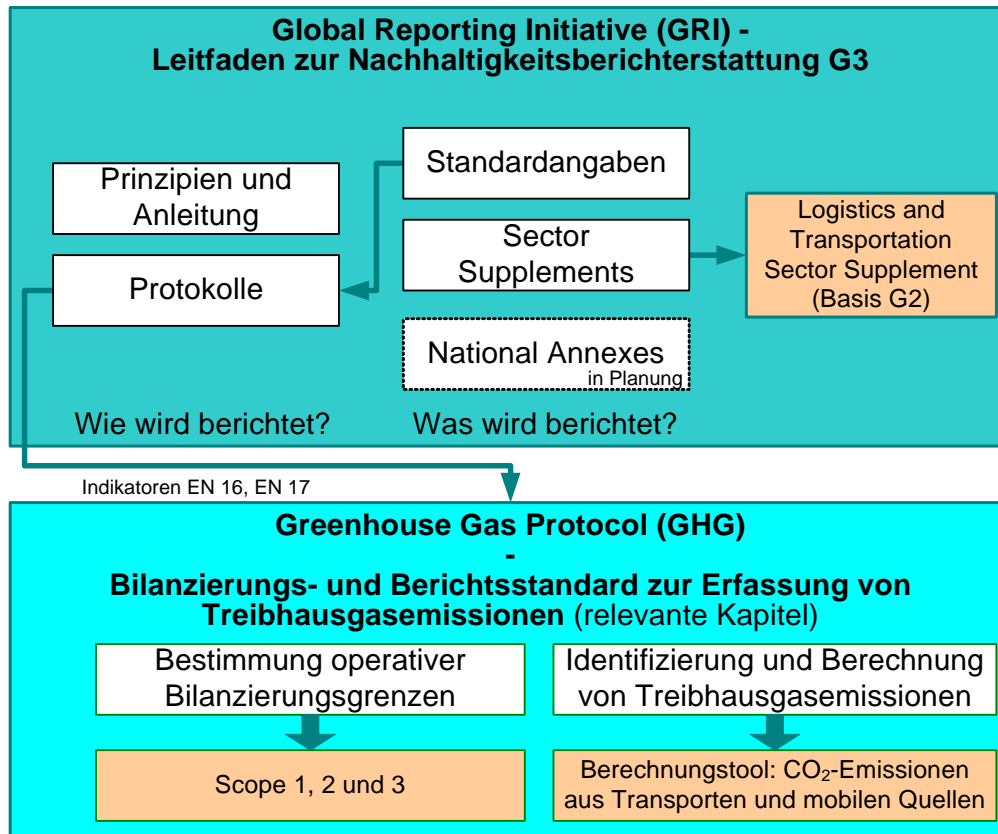 Global Reporting Initiative (GRI) -
Leitfaden zur Nachhaltigkeitsberichterstattung G3
Prinzipien und
Anleitung
Protokolle
Wie wird berichtet?
Standardangaben
Sector
Supplements
National Annexes
in Planung
Was wird berichtet?
Logistics and
Transportation
Sector Supplement
(Basis G2)
Indikatoren EN 16, EN 17
Greenhouse Gas Protocol (GHG)
-
Bilanzierungs- und Berichtsstandard zur Erfassung von
Treibhausgasemissionen (relevante Kapitel)
Bestimmung operativer
Bilanzierungsgrenzen
Scope 1, 2 und 3
Identifizierung und Berechnung
von Treibhausgasemissionen
Berechnungstool: CO₂-Emissionen
aus Transporten und mobilen Quellen